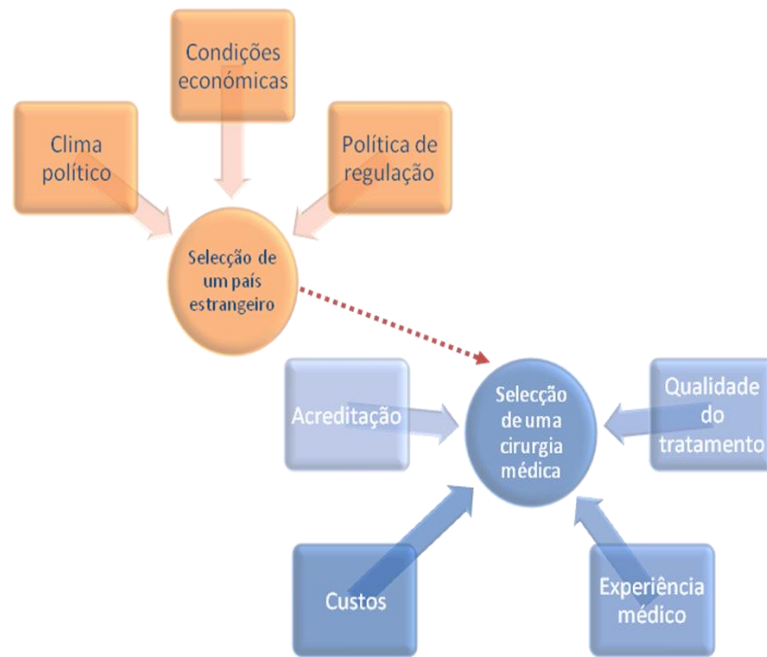 Condições
económicas
Clima
político
Política de
regulação
Selecção de
um país
estrangeiro
Acreditação
Selecção
de uma
cirurgia
médica
Qualidade
do
tratamento
Custos
Experiência
médico